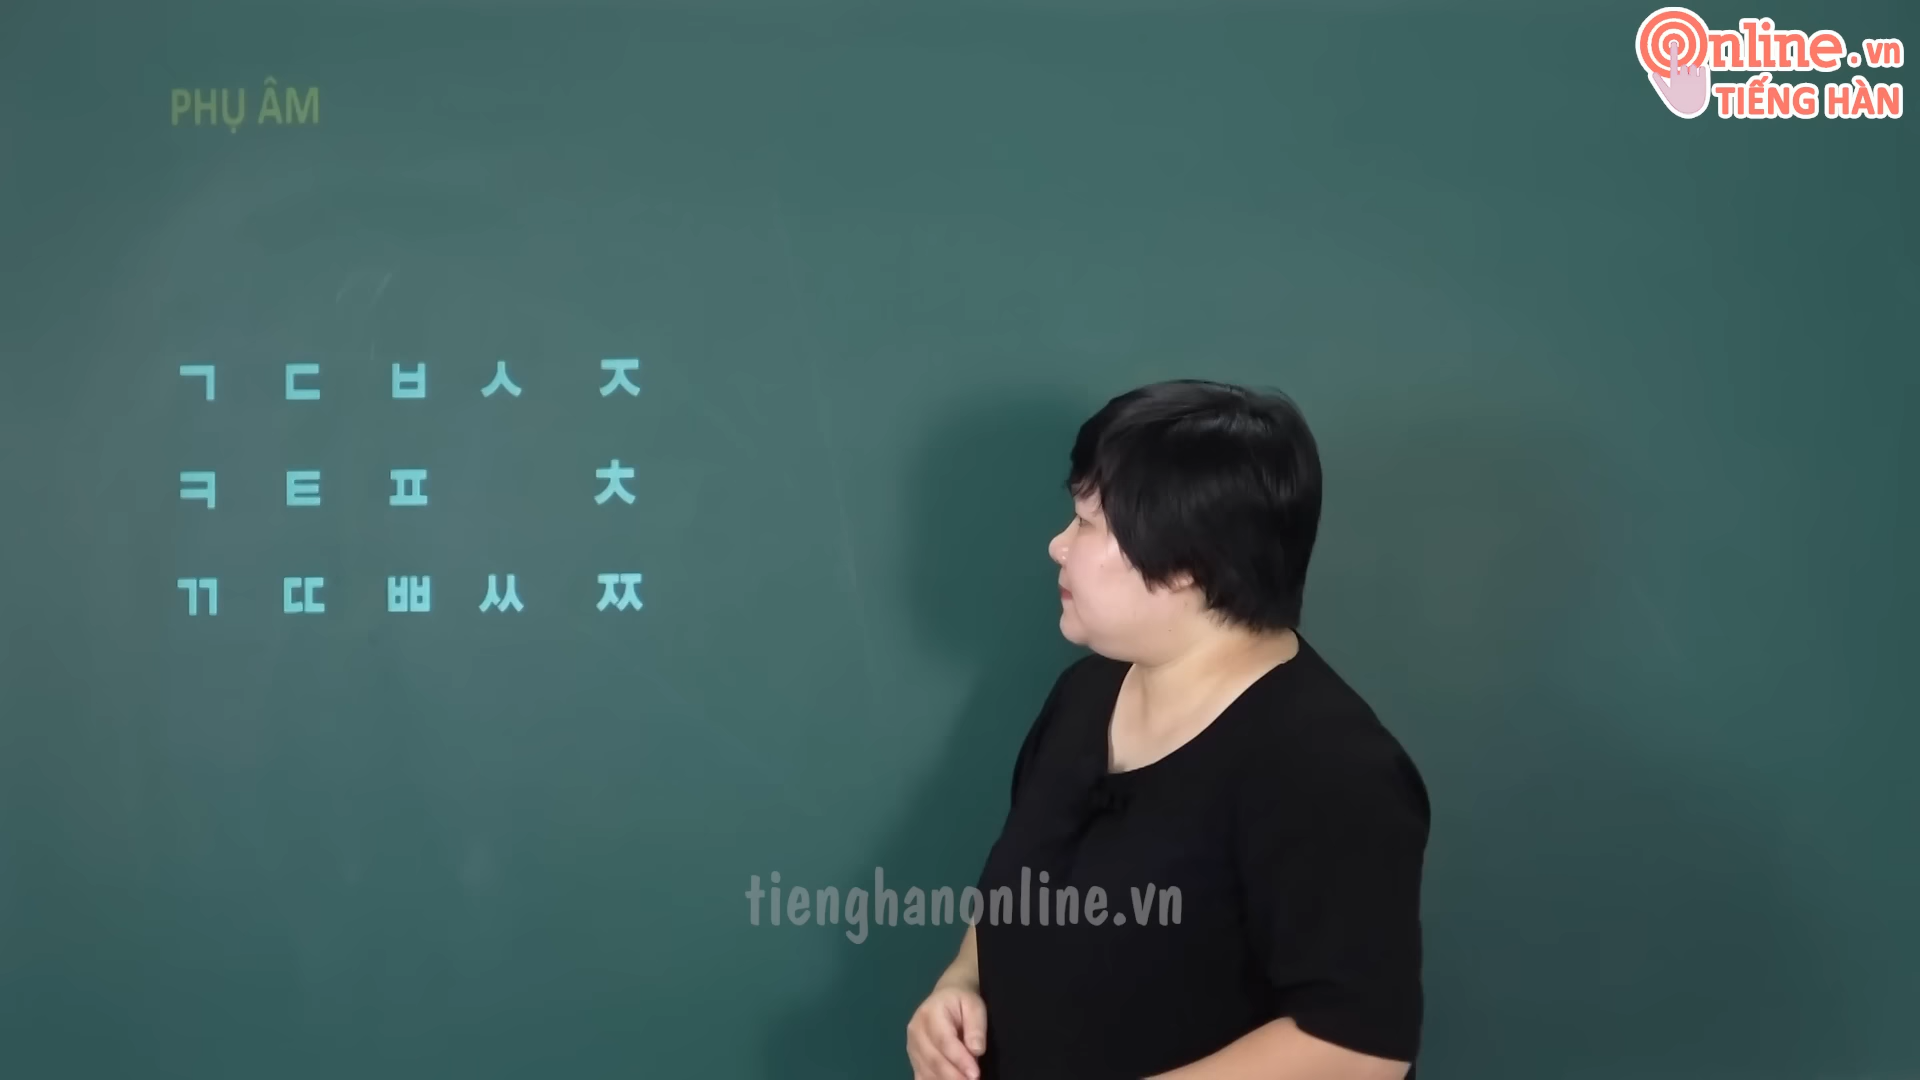 Online.vn
TIẾNG HÀN
PHỤ ÂM
ㄱ ㄷ ㅂ ㅅ ㅈ
ㅋ ㅌ ㅍ ㅊ
ㄲ ㄸ ㅃ ㅆ ㅉ
tienghanonline.vn